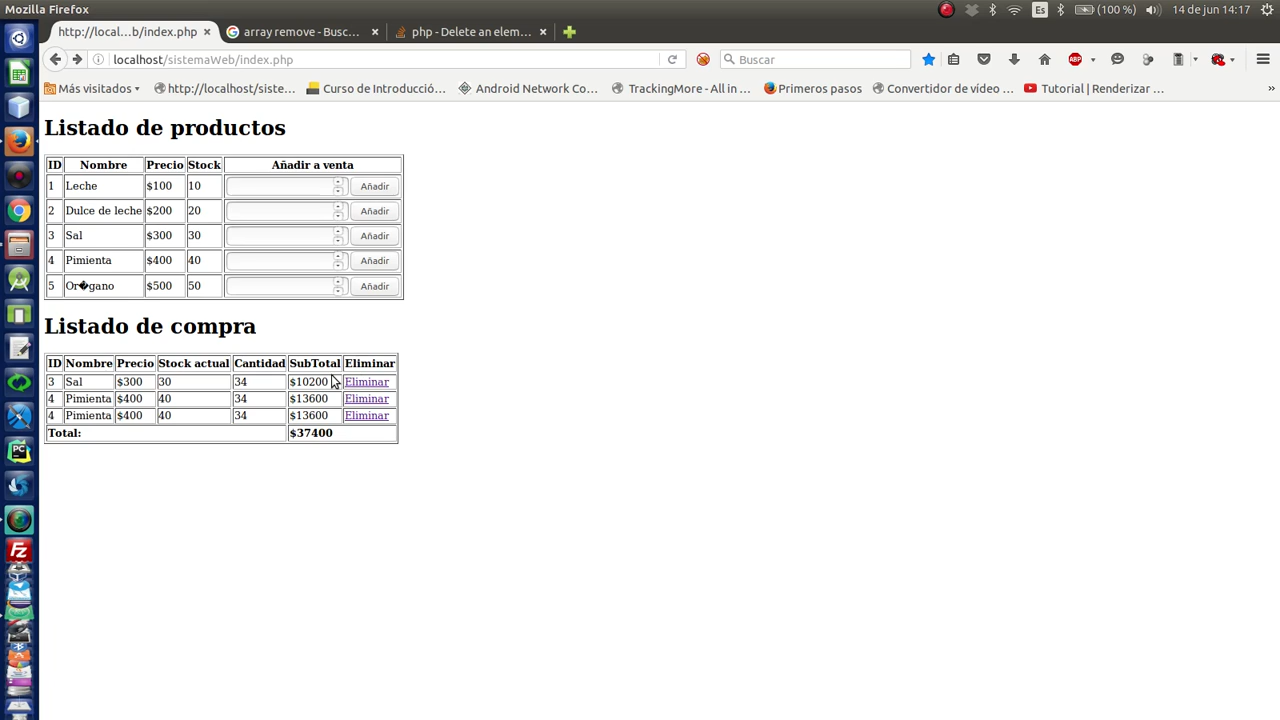 Mozilla Firefox
Es
(100 %)
14 de jun 14:17
http://local...b/index.php ×
array remove - Busc... ×
php - Delete an elem... ×
localhost/sistemaWeb/index.php
Buscar
ABP
Más visitados
http://localhost/siste...
Curso de Introducció...
Android Network Co...
TrackingMore - All in ...
Primeros pasos
Convertidor de vídeo ...
Tutorial | Renderizar ...
»
Listado de productos
ID Nombre Precio Stock Añadir a venta
1 Leche $100 10 Añadir
2 Dulce de leche $200 20 Añadir
3 Sal $300 30 Añadir
4 Pimienta $400 40 Añadir
5 Or�gano $500 50 Añadir
Listado de compra
ID Nombre Precio Stock actual Cantidad SubTotal Eliminar
3 Sal $300 30 34 $10200 Eliminar
4 Pimienta $400 40 34 $13600 Eliminar
4 Pimienta $400 40 34 $13600 Eliminar
Total: $37400
PC
Fz